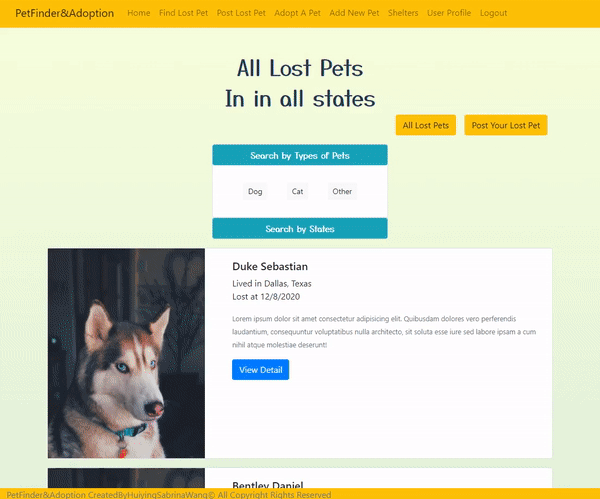 PetFinder&Adoption Home Find Lost Pet Post Lost Pet Adopt A Pet Add New Pet Shelters User Profile Logout
All Lost Pets
In in all states
All Lost Pets Post Your Lost Pet
Search by Types of Pets
Dog Cat Other
Search by States
Duke Sebastian
Lived in Dallas, Texas
Lost at 12/8/2020
Lorem ipsum dolor sit amet consectetur adipisicing elit. Quibusdam dolores vero perferendis
laudantium, consequuntur voluptatibus nulla architecto, sit soluta esse iure sed labore ipsam a cum
nihil atque molestiae deserunt!
View Detail
Bentley Daniel
PetFinder&Adoption CreatedByHuiyingSabrinaWang© All Copyright Rights Reserved